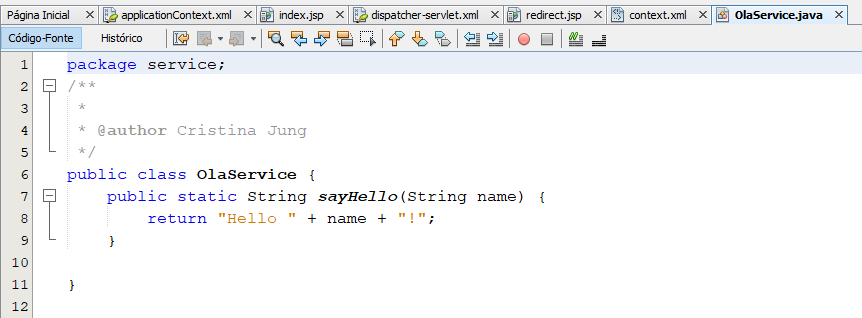 Página Inicial applicationContext.xml index.jsp dispatcher-servlet.xml redirect.jsp context.xml OlaService.java
Código-Fonte Histórico
1 package service;
2 /**
3 *
4 * @author Cristina Jung
5 */
6 public class OlaService {
7 public static String sayHello(String name) {
8 return "Hello " + name + "!";
9 }
10
11 }
12